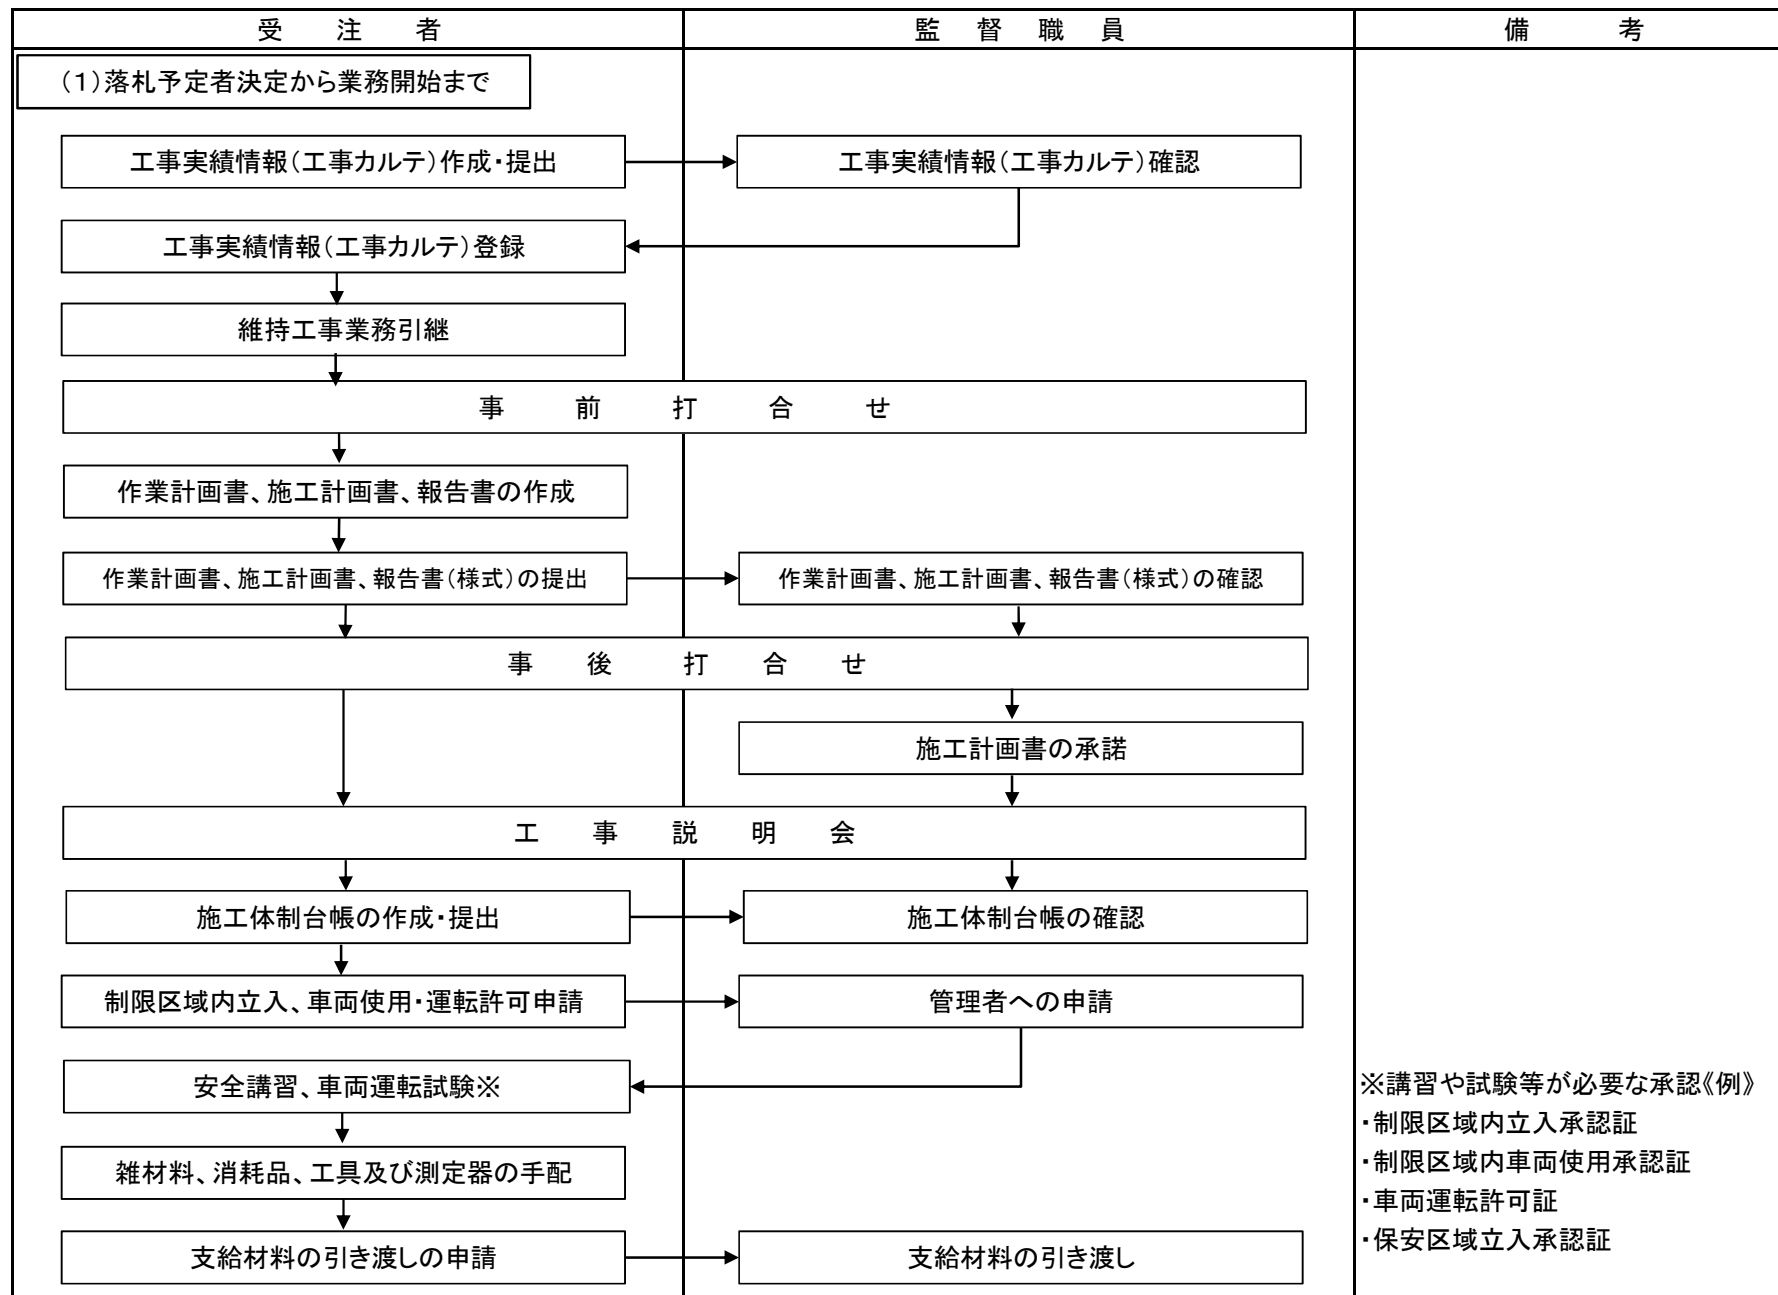 受注者 監督職員 備考
（１）落札予定者決定から業務開始まで
工事実績情報（工事カルテ）作成・提出 工事実績情報（工事カルテ）確認
工事実績情報（工事カルテ）登録
維持工事業務引継
事前打合せ
作業計画書、施工計画書、報告書の作成
作業計画書、施工計画書、報告書（様式）の提出 作業計画書、施工計画書、報告書（様式）の確認
事後打合せ
施工計画書の承諾
工事説明会
施工体制台帳の作成・提出 施工体制台帳の確認
制限区域内立入、車両使用・運転許可申請 管理者への申請
安全講習、車両運転試験※ ※講習や試験等が必要な承認《例》
・制限区域内立入承認証
・制限区域内車両使用承認証
雑材料、消耗品、工具及び測定器の手配
・車両運転許可証
・保安区域立入承認証
支給材料の引き渡しの申請 支給材料の引き渡し